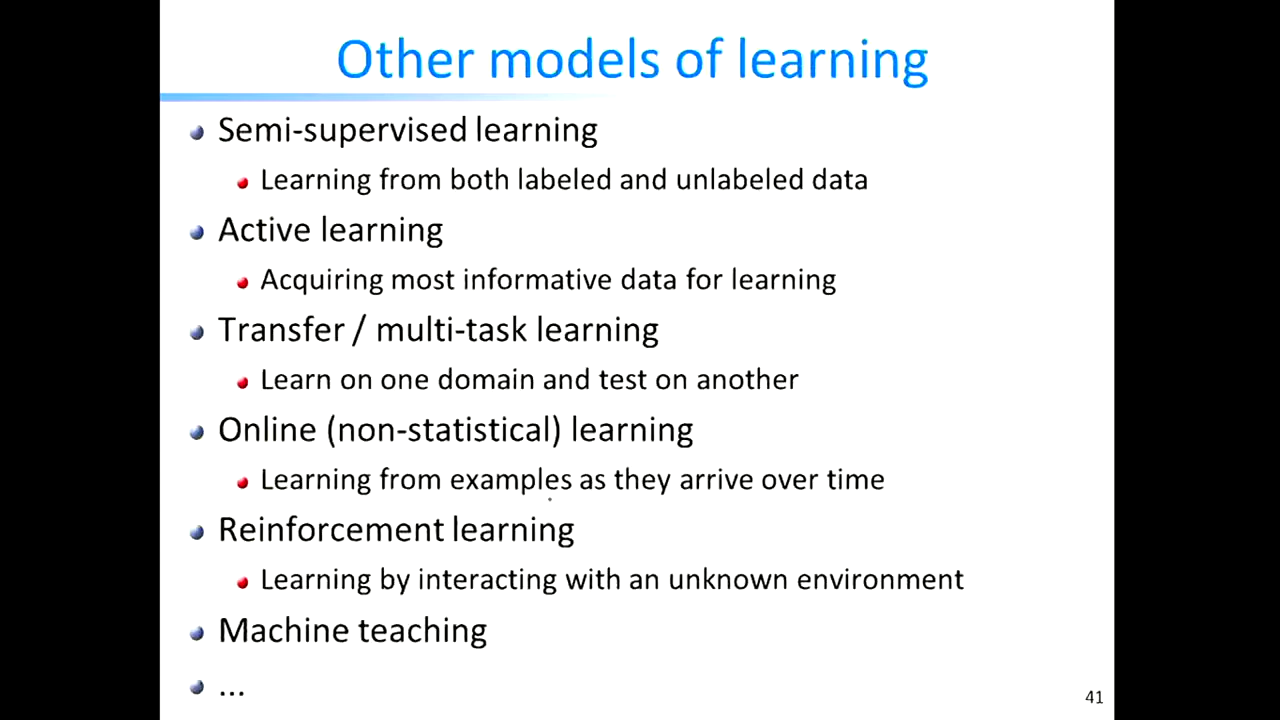 Other models of learning
Semi-supervised learning
Learning from both labeled and unlabeled data
Active learning
Acquiring most informative data for learning
Transfer / multi-task learning
Learn on one domain and test on another
Online (non-statistical) learning
Learning from examples as they arrive over time
Reinforcement learning
Learning by interacting with an unknown environment
Machine teaching
...
41